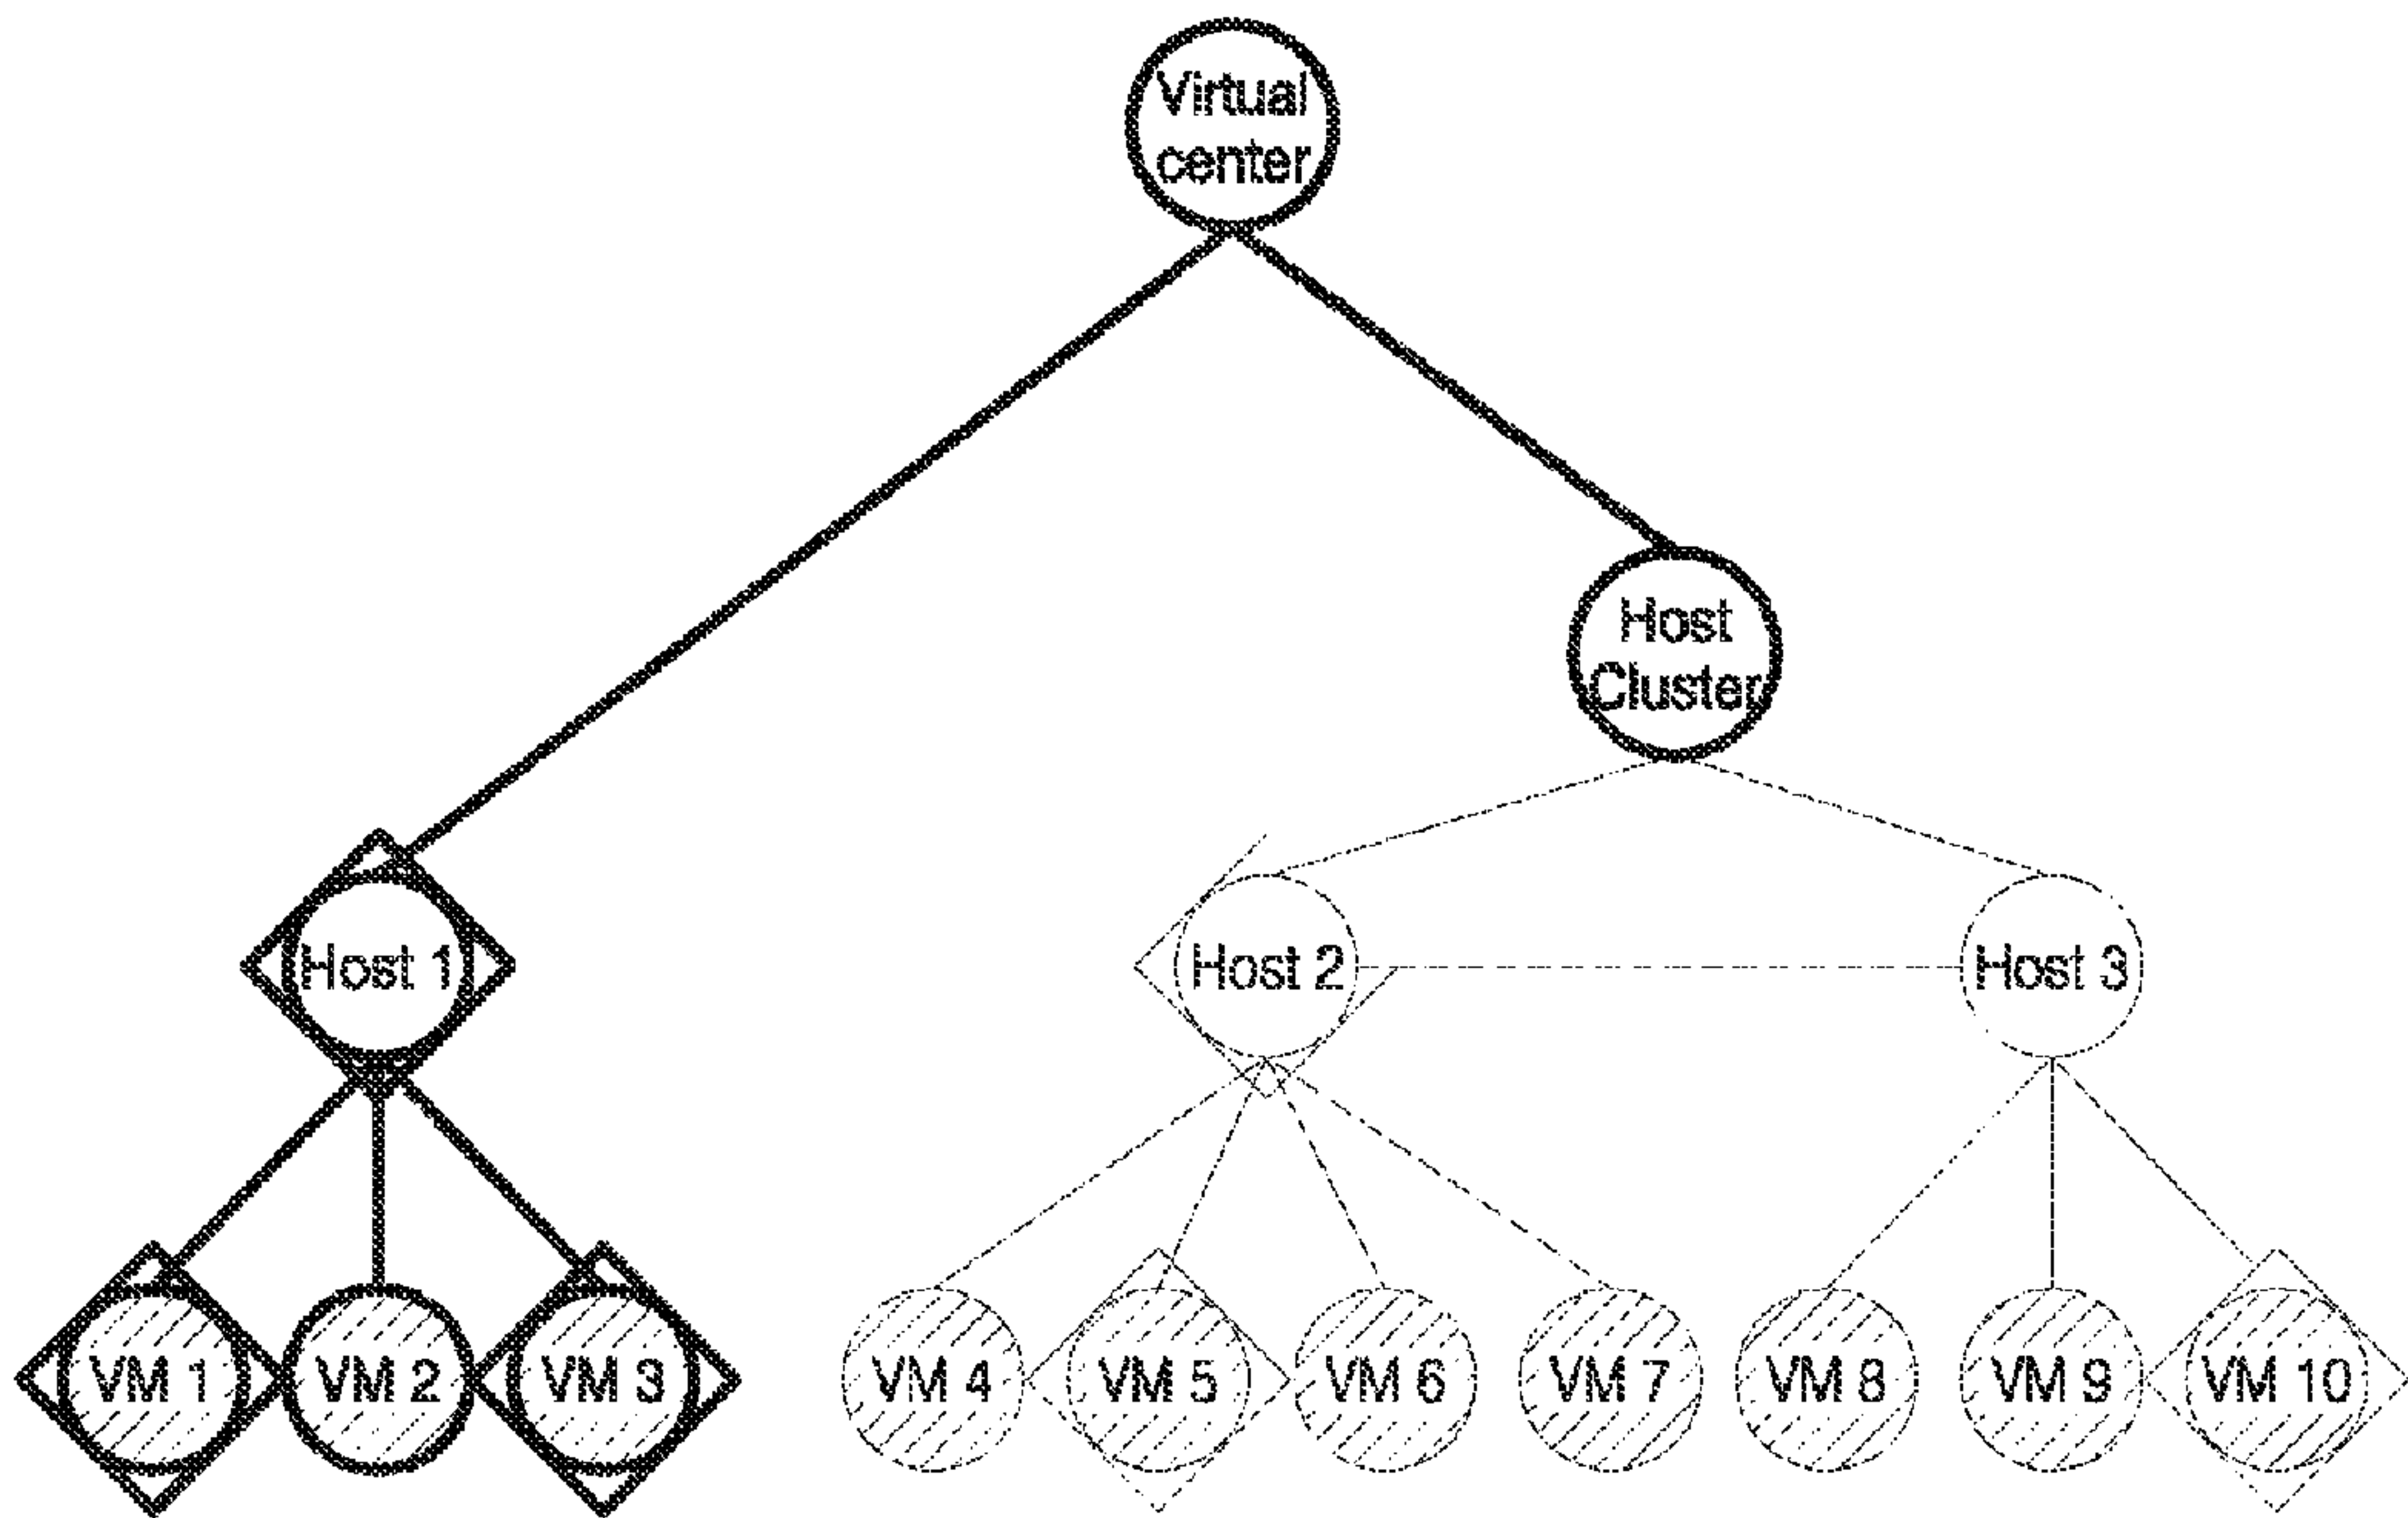 Virtual
center
Host
Cluster
Host 1
Host 2
Host 3
VM 1
VM 2
VM 3
VM 4
VM 5
VM 6
VM 7
VM 8
VM 9
VM 10